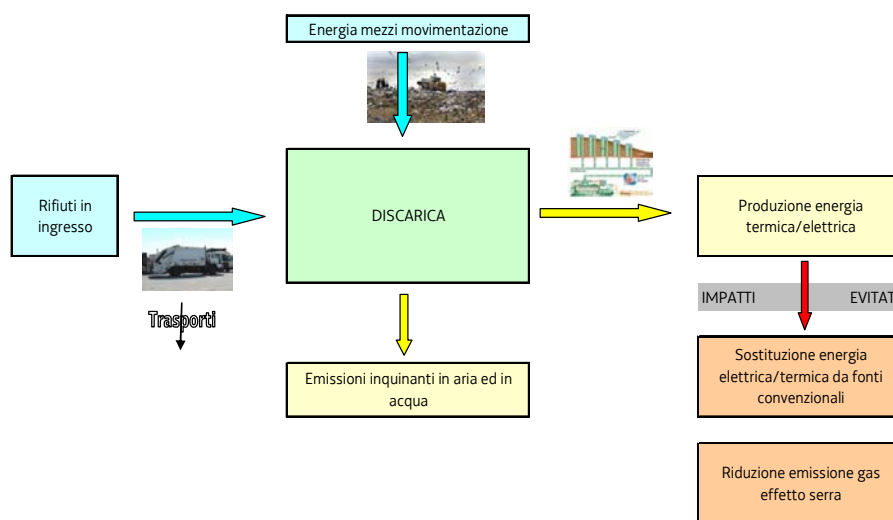 Energia mezzi movimentazione
Rifiuti in
ingresso
DISCARICA
Produzione energia
termica/elettrica
Trasporti
IMPATTI
EVITAT
Emissioni inquinanti in aria ed in
acqua
Sostituzione energia
elettrica/termica da fonti
convenzionali
Riduzione emissione gas
effetto serra